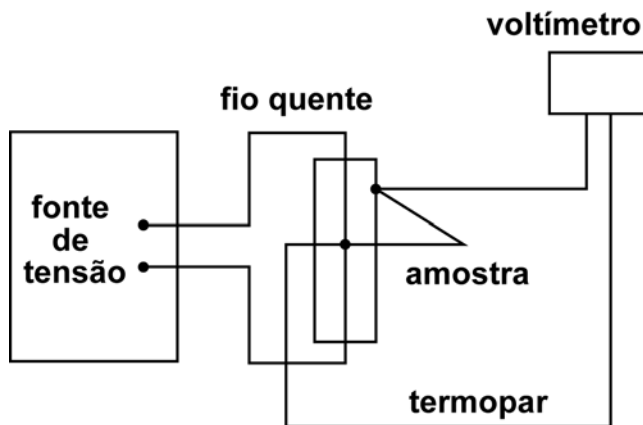 voltímetro
fio quente
fonte
de
tensão
amostra
termopar